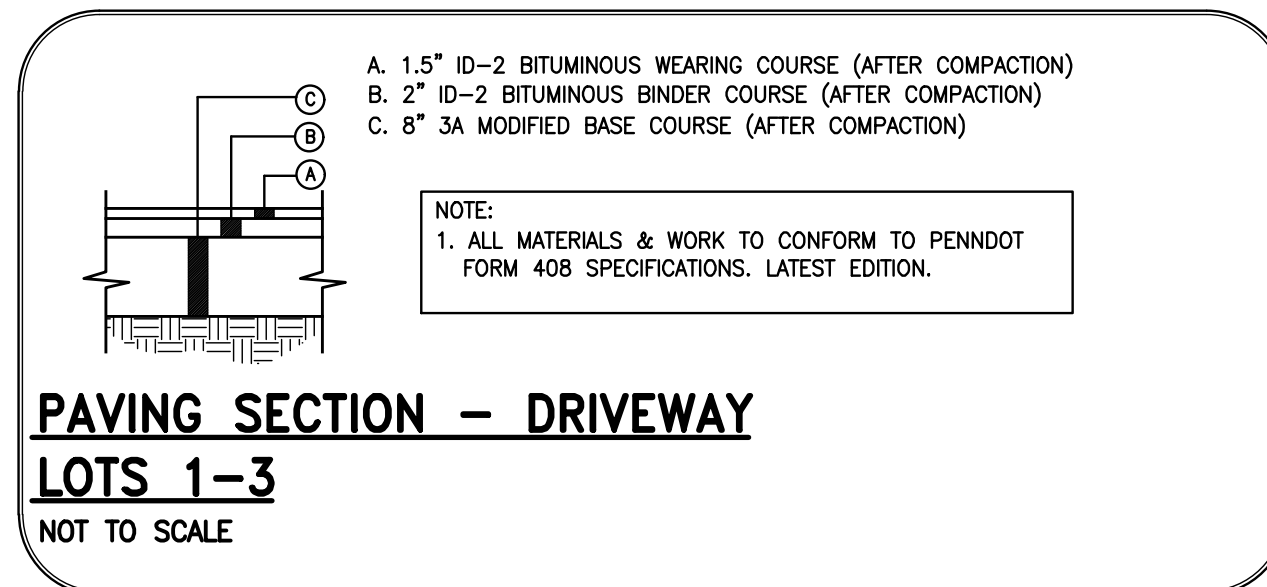 A. 1.5" ID-2 BITUMINOUS WEARING COURSE (AFTER COMPACTION)
B. 2" ID-2 BITUMINOUS BINDER COURSE (AFTER COMPACTION)
C. 8" 3A MODIFIED BASE COURSE (AFTER COMPACTION)
C
B
A
NOTE:
1. ALL MATERIALS & WORK TO CONFORM TO PENNDOT
FORM 408 SPECIFICATIONS. LATEST EDITION.
PAVING SECTION - DRIVEWAY
LOTS 1-3
NOT TO SCALE